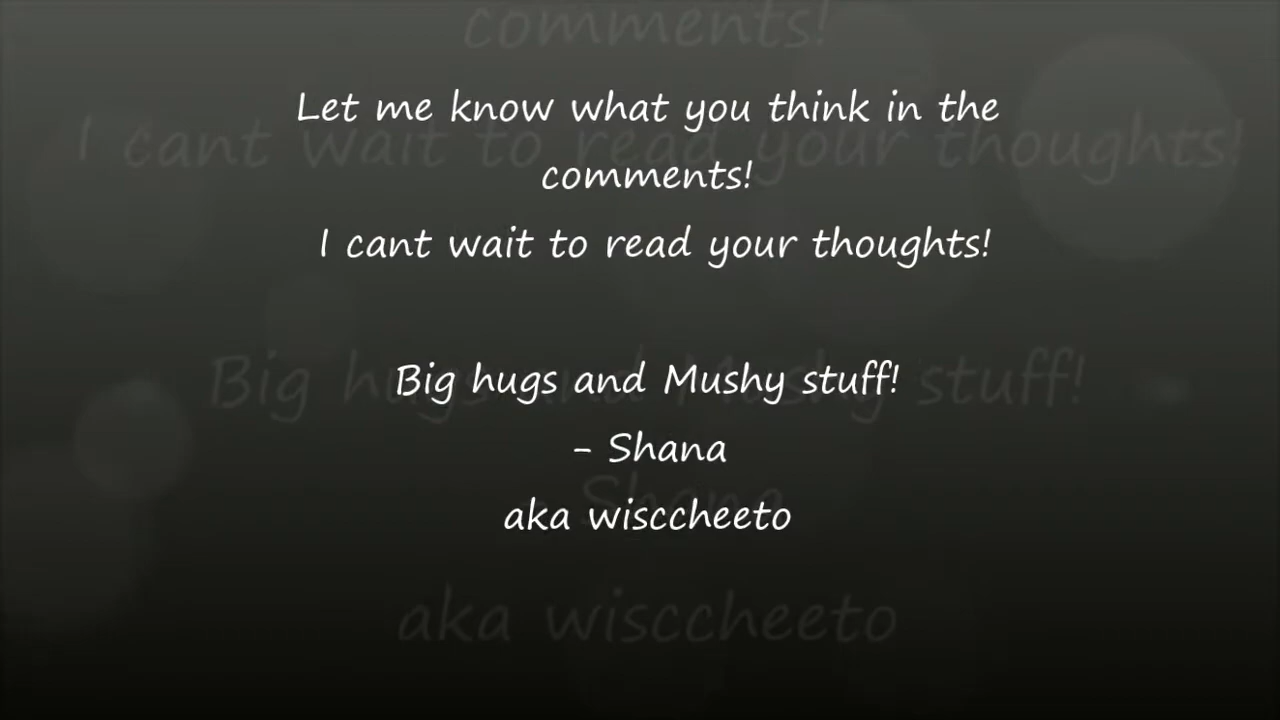 Let me know what you think in the
comments!
I cant wait to read your thoughts!
Big hugs and Mushy stuff!
- Shana
aka wisccheeto